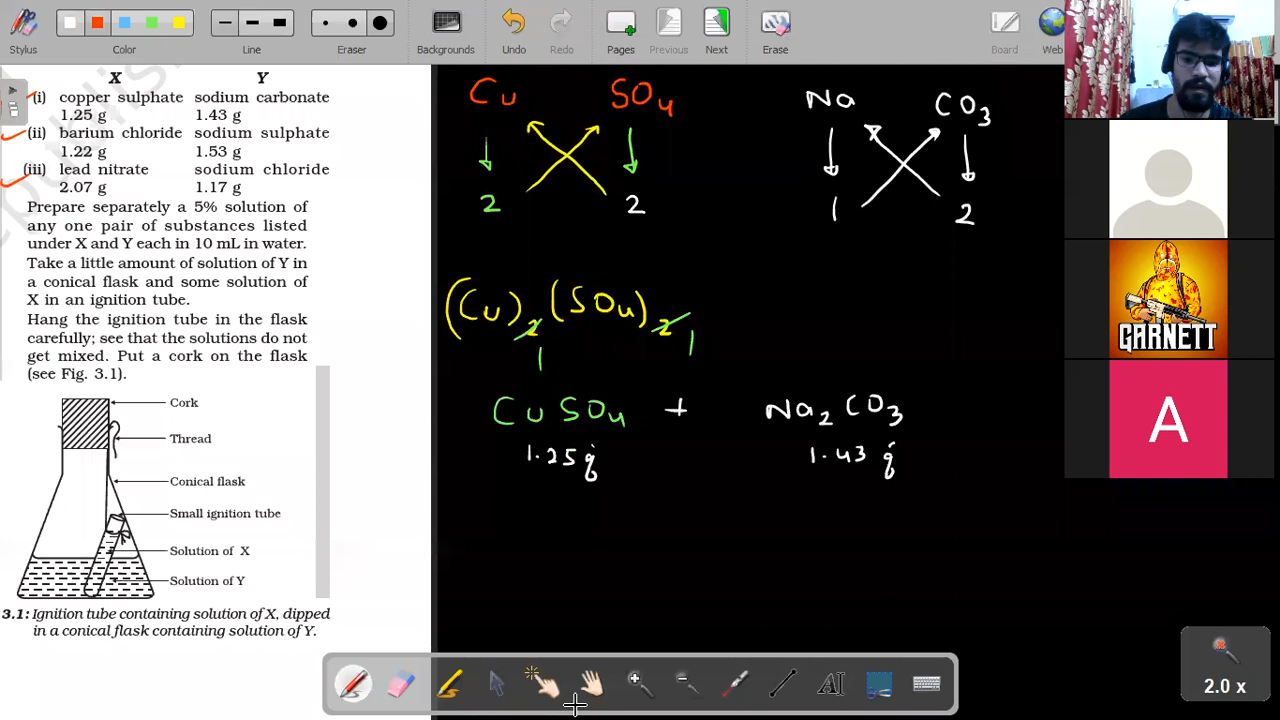 Stylus
Color
Line
Eraser
Backgrounds
Undo
Redo
Pages
Previous
Next
Erase
Board
Web
X Y
(i) copper sulphate sodium carbonate
1.25 g 1.43 g
(ii) barium chloride sodium sulphate
1.22 g 1.53 g
(iii) lead nitrate sodium chloride
2.07 g 1.17 g
Prepare separately a 5% solution of
any one pair of substances listed
under X and Y each in 10 mL in water.
Take a little amount of solution of Y in
a conical flask and some solution of
X in an ignition tube.
Hang the ignition tube in the flask
carefully; see that the solutions do not
get mixed. Put a cork on the flask
(see Fig. 3.1).
Cork
Thread
Conical flask
Small ignition tube
Solution of X
Solution of Y
3.1: Ignition tube containing solution of X, dipped
in a conical flask containing solution of Y.
Cu SO4 Na CO3
2 2 1 2
(Cu)2 (SO4)2
1 1
CuSO4 + Na2CO3
1.25g 1.43 g
GARNETT
A
2.0 x